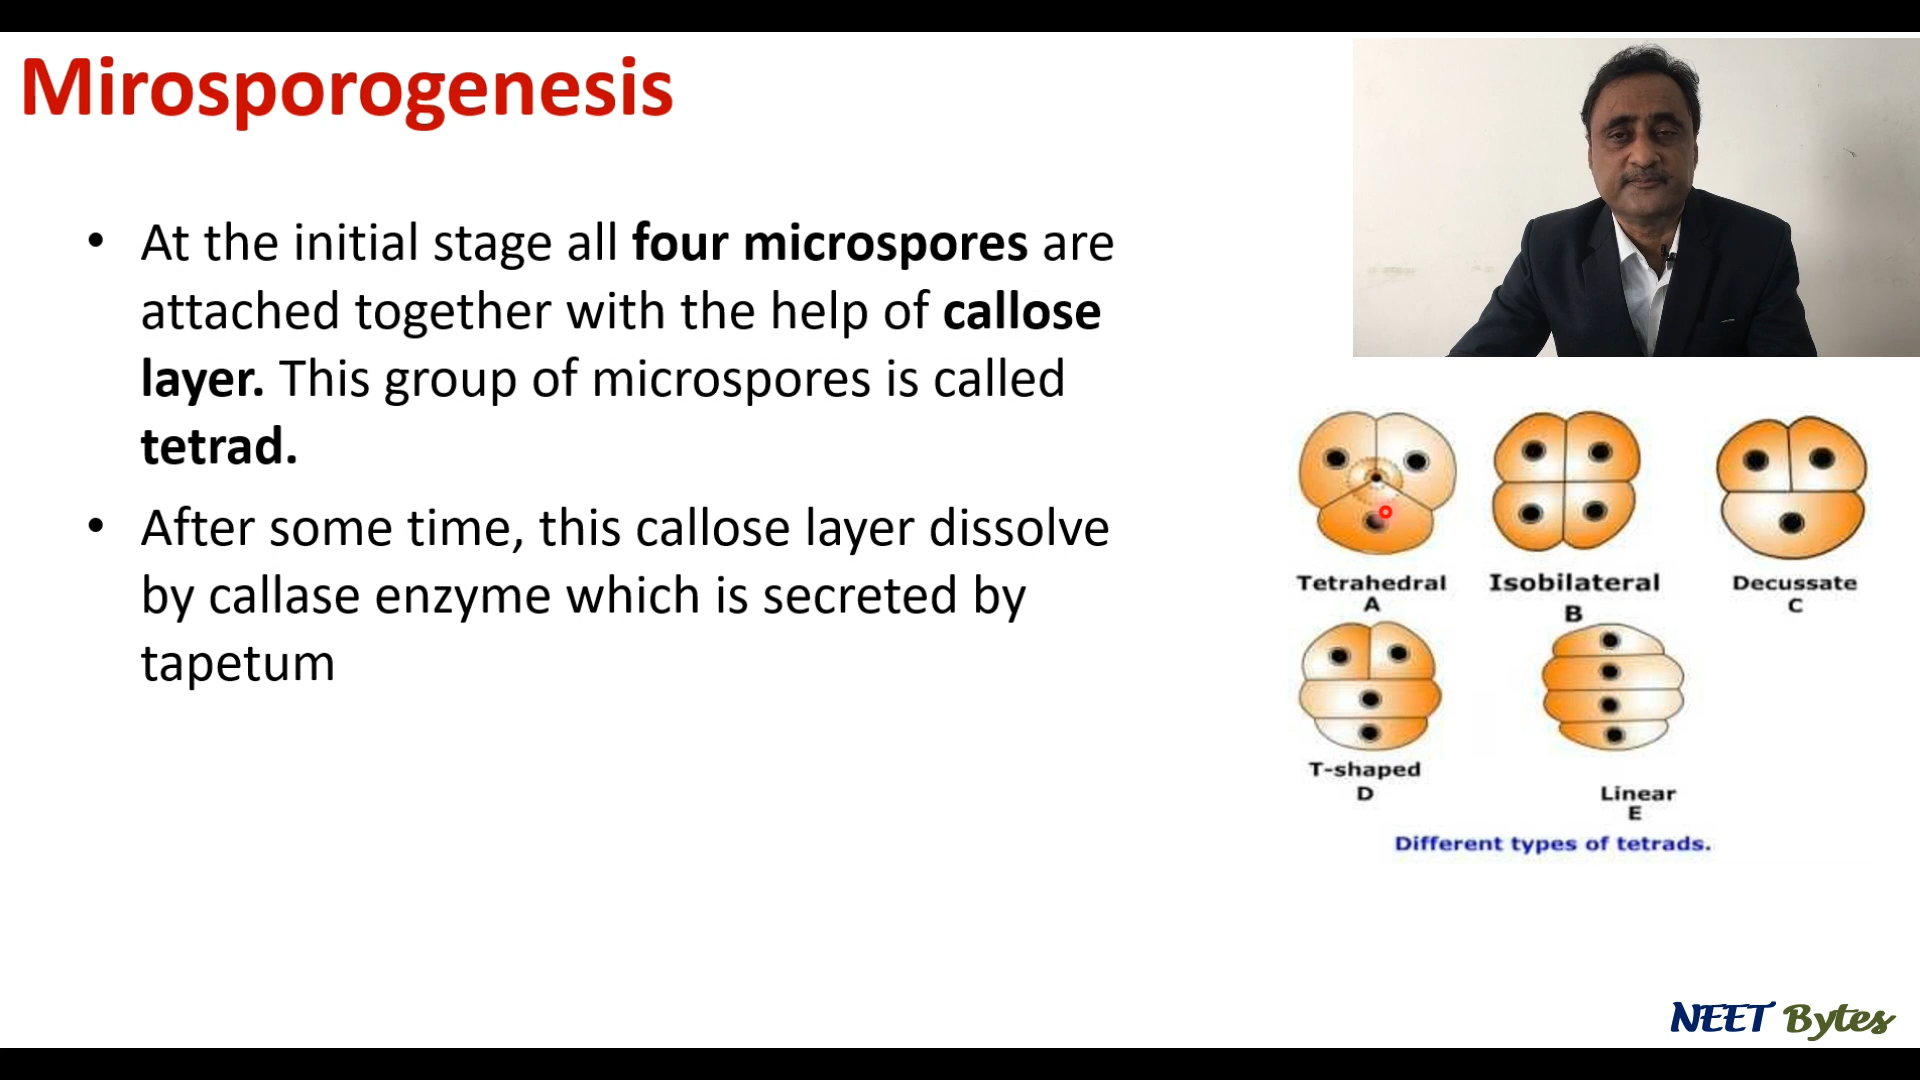 Mirosporogenesis
• At the initial stage all four microspores are
attached together with the help of callose
layer. This group of microspores is called
tetrad.
• After some time, this callose layer dissolve
by callase enzyme which is secreted by
tapetum
Tetrahedral
A
Isobilateral
B
Decussate
C
T-shaped
D
Linear
E
Different types of tetrads.
NEET Bytes